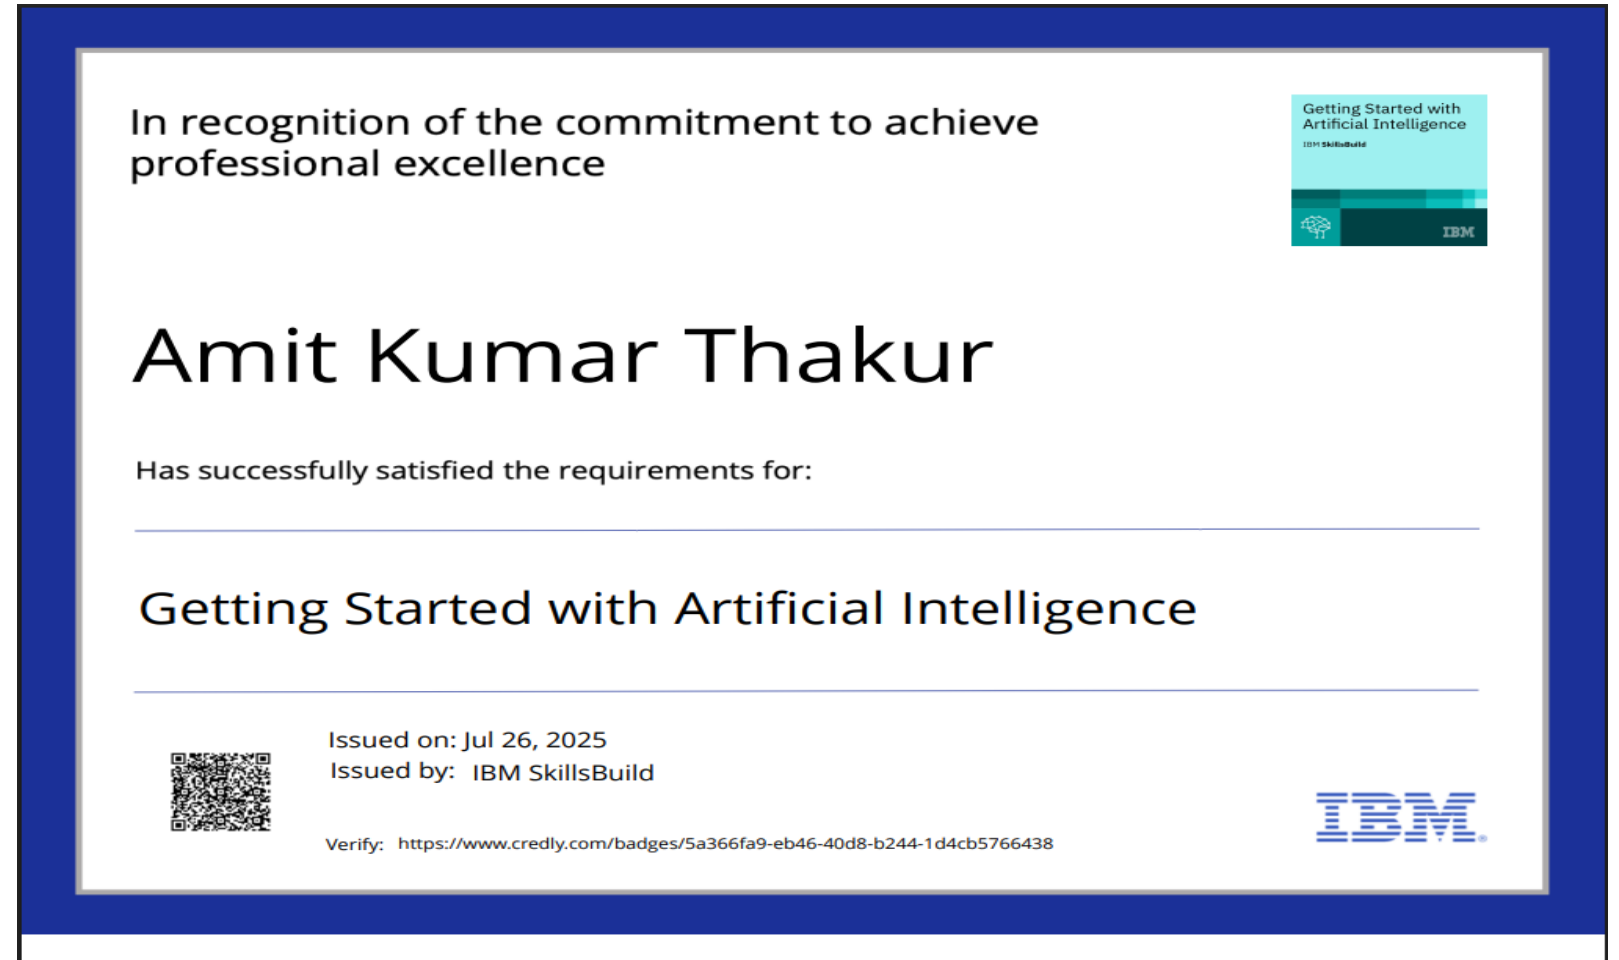 In recognition of the commitment to achieve
professional excellence
Getting Started with
Artificial Intelligence
IBM SkillsBuild
IBM
Amit Kumar Thakur
Has successfully satisfied the requirements for:
Getting Started with Artificial Intelligence
Issued on: Jul 26, 2025
Issued by: IBM SkillsBuild
Verify: https://www.credly.com/badges/5a366fa9-eb46-40d8-b244-1d4cb5766438
IBM®